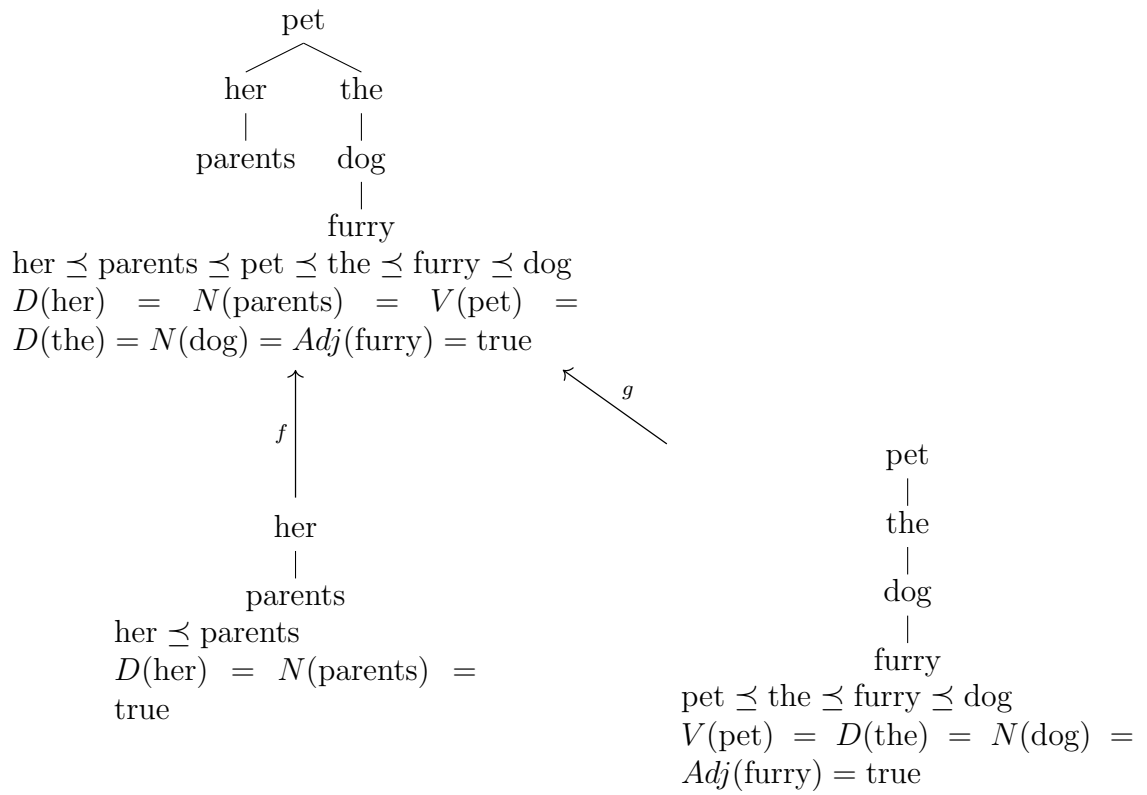 pet
her the
parents dog
furry
her ⪯ parents ⪯ pet ⪯ the ⪯ furry ⪯ dog
D(her) = N(parents) = V(pet) =
D(the) = N(dog) = Adj(furry) = true
f
g
her
parents
her ⪯ parents
D(her) = N(parents) =
true
pet
the
dog
furry
pet ⪯ the ⪯ furry ⪯ dog
V(pet) = D(the) = N(dog) =
Adj(furry) = true